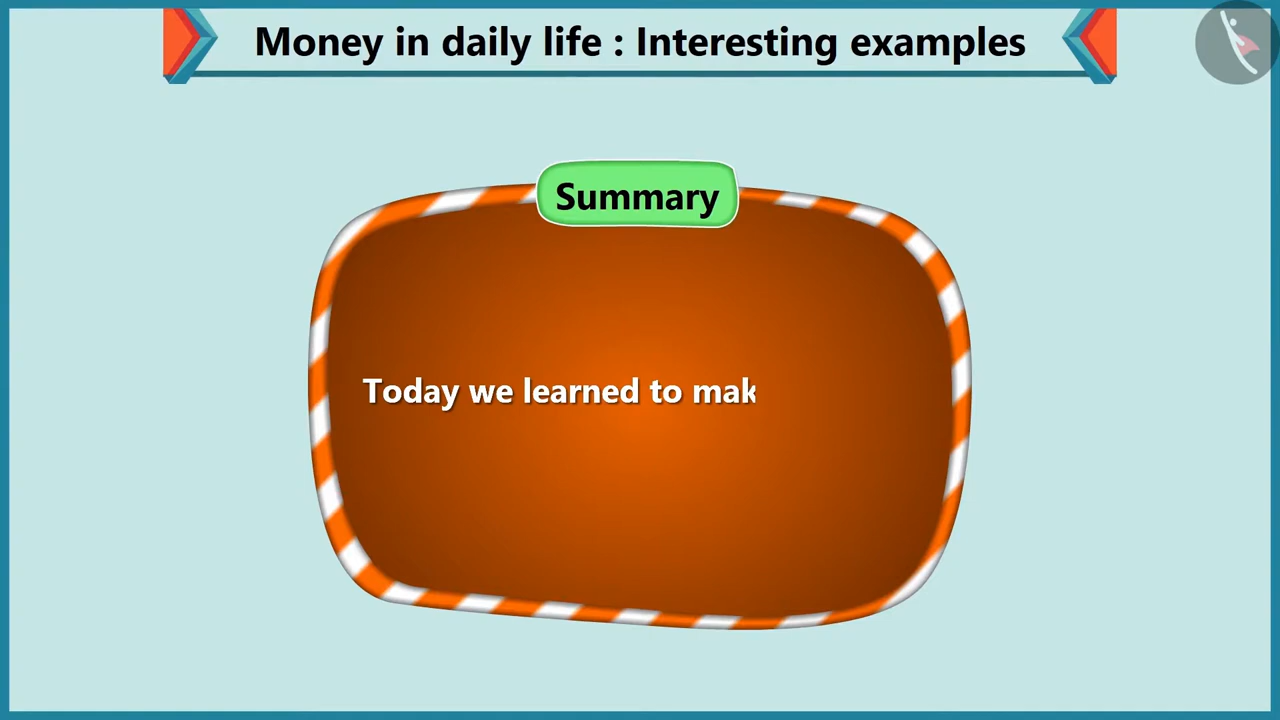 Money in daily life : Interesting examples
Summary
Today we learned to mak